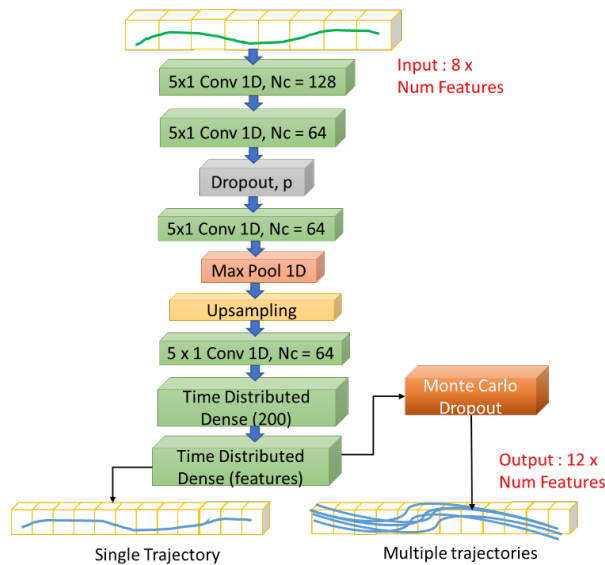 Input : 8 x
Num Features
5x1 Conv 1D, Nc = 128
5x1 Conv 1D, Nc = 64
Dropout, p
5x1 Conv 1D, Nc = 64
Max Pool 1D
Upsampling
5 x 1 Conv 1D, Nc = 64
Time Distributed
Dense (200)
Monte Carlo
Dropout
Time Distributed
Dense (features)
Output : 12 x
Num Features
Single Trajectory
Multiple trajectories